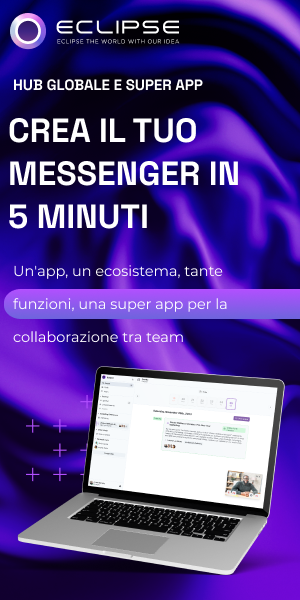 ECLIPSE
ECLIPSE THE WORLD WITH OUR IDEA
HUB GLOBALE E SUPER APP
CREA IL TUO
MESSENGER IN
5 MINUTI
Un'app, un ecosistema, tante
funzioni, una super app per la
collaborazione tra team